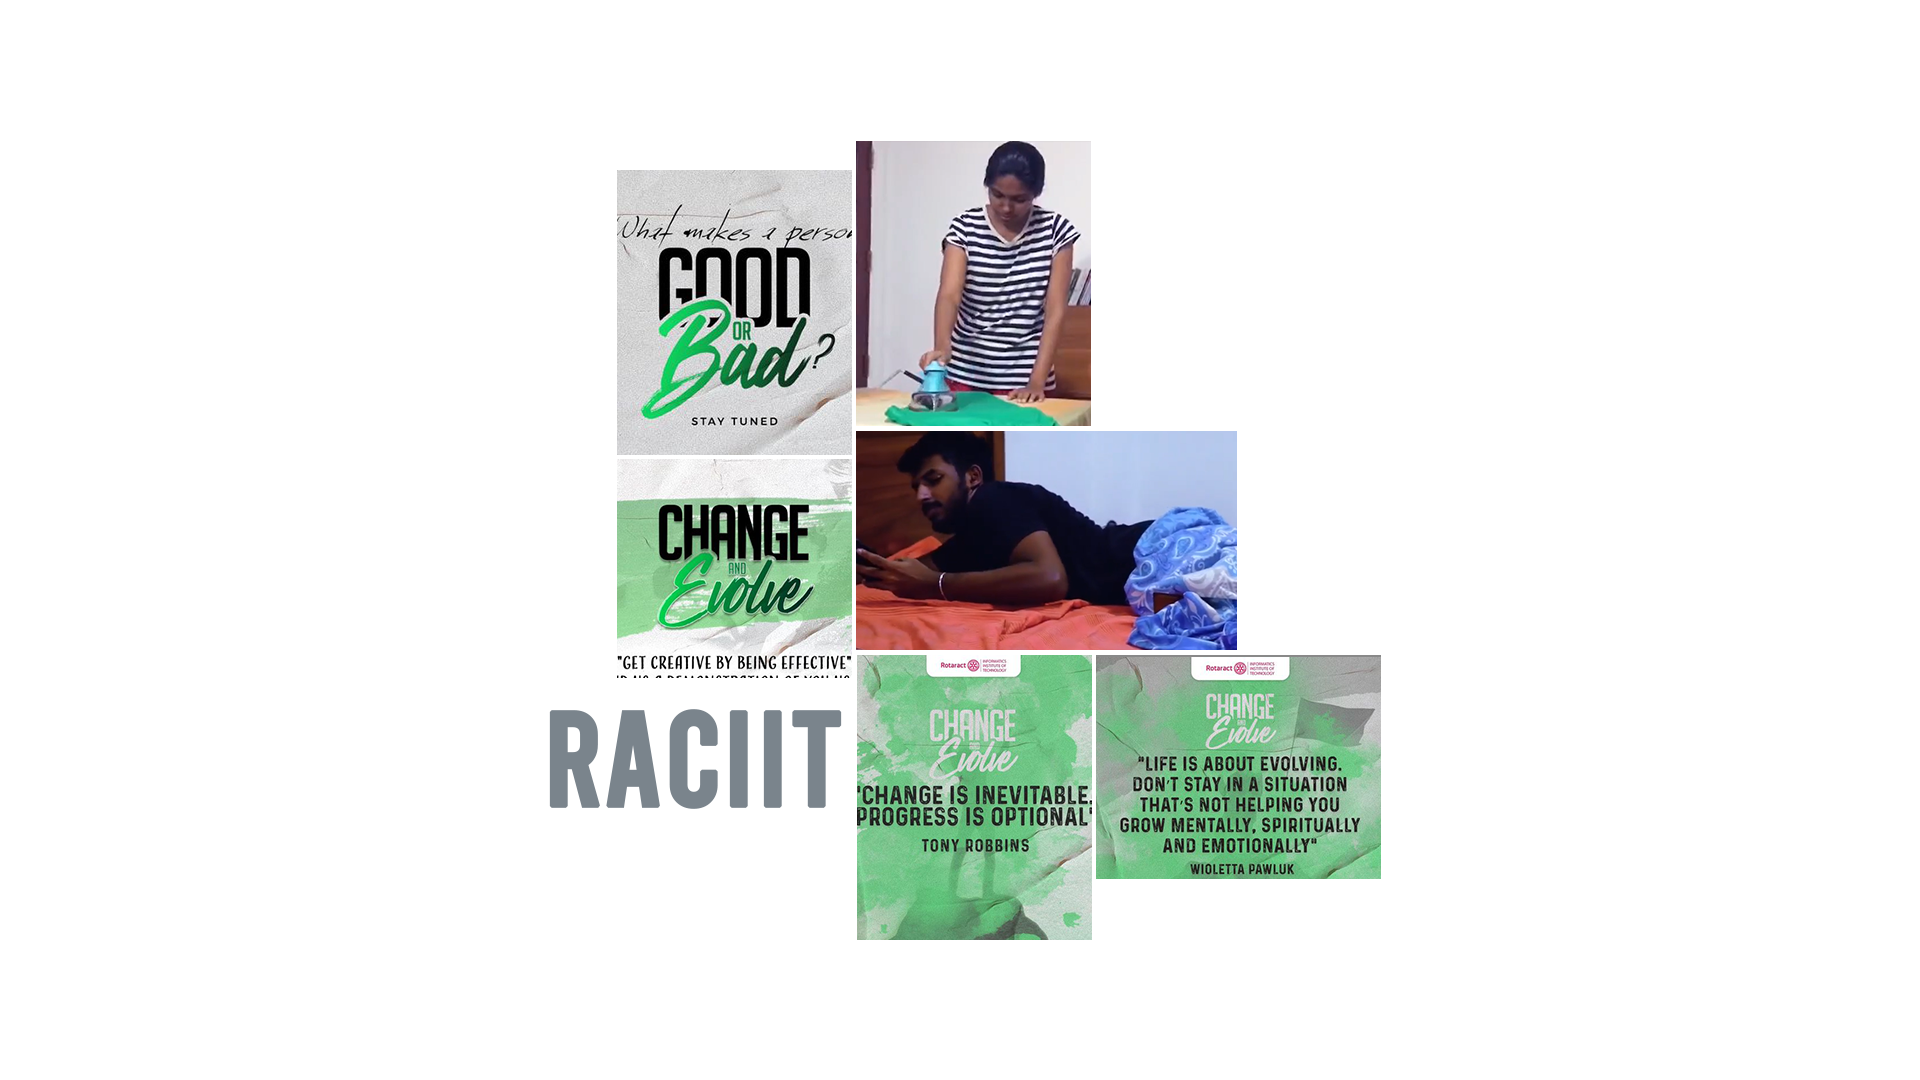 What makes a person
GOOD
OR
Bad?
STAY TUNED
CHANGE
AND
Evolve
"GET CREATIVE BY BEING EFFECTIVE"
RACIIT
Rotaract
INFORMATICS
INSTITUTE OF
TECHNOLOGY
CHANGE
AND
Evolve
"CHANGE IS INEVITABLE.
PROGRESS IS OPTIONAL"
TONY ROBBINS
Rotaract
INFORMATICS
INSTITUTE OF
TECHNOLOGY
CHANGE
AND
Evolve
"LIFE IS ABOUT EVOLVING.
DON'T STAY IN A SITUATION
THAT'S NOT HELPING YOU
GROW MENTALLY, SPIRITUALLY
AND EMOTIONALLY"
WIOLETTA PAWLUK